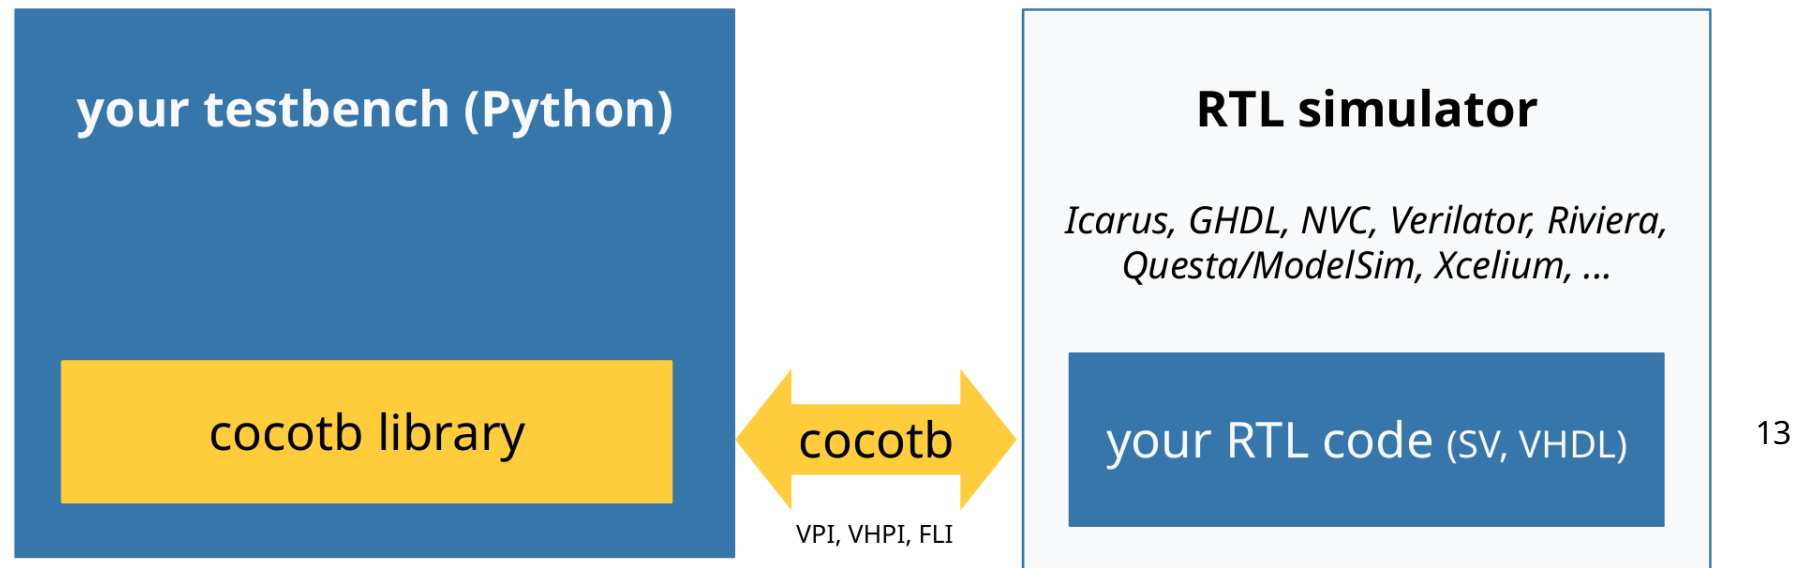 your testbench (Python)
cocotb library
cocotb
VPI, VHPI, FLI
RTL simulator
Icarus, GHDL, NVC, Verilator, Riviera,
Questa/ModelSim, Xcelium, ...
your RTL code (SV, VHDL)
13